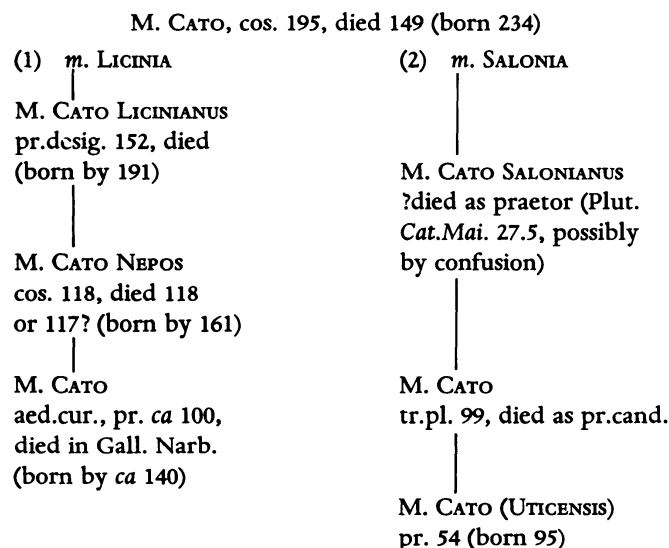 M. CATO, cos. 195, died 149 (born 234)
(1) m. LICINIA
M. CATO LICINIANUS
pr.desig. 152, died
(born by 191)
M. CATO NEPOS
cos. 118, died 118
or 117? (born by 161)
M. CATO
aed.cur., pr. ca 100,
died in Gall. Narb.
(born by ca 140)
(2) m. SALONIA
M. CATO SALONIANUS
?died as praetor (Plut.
Cat.Mai. 27.5, possibly
by confusion)
M. CATO
tr.pl. 99, died as pr.cand.
M. CATO (UTICENSIS)
pr. 54 (born 95)